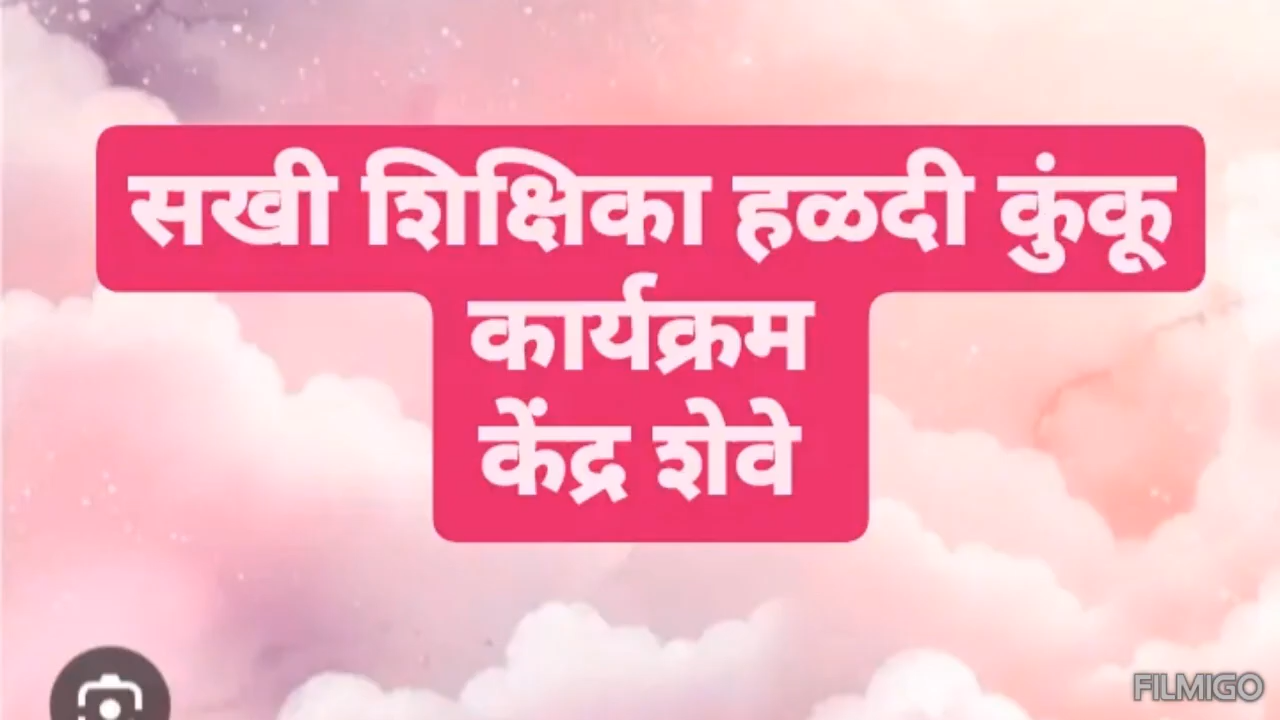 सखी शिक्षिका हळदी कुंकू
कार्यक्रम
केंद्र शेवे
FILMIGO